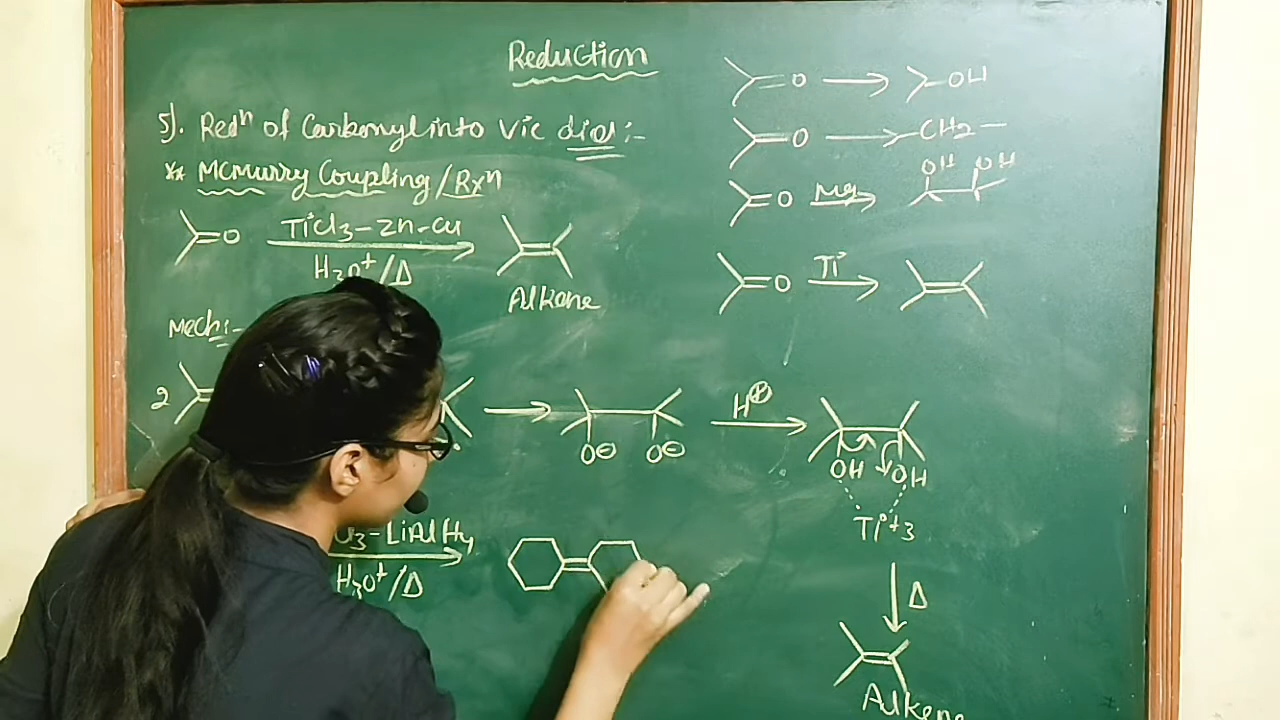 Reduction
5). Redⁿ of Carbonyl into Vic diol :-
** McMurry Coupling / Rxⁿ
=O TiCl3-Zn-Cu
H3O⁺/Δ
Alkene
Mech:-
2
O⊖ O⊖
H⊕
OH OH
Ti⁺³
Δ
Alkene
3-LiAlH4
H3O⁺/Δ
=O → OH
=O → CH2
=O Mg → OH OH
=O Ti →